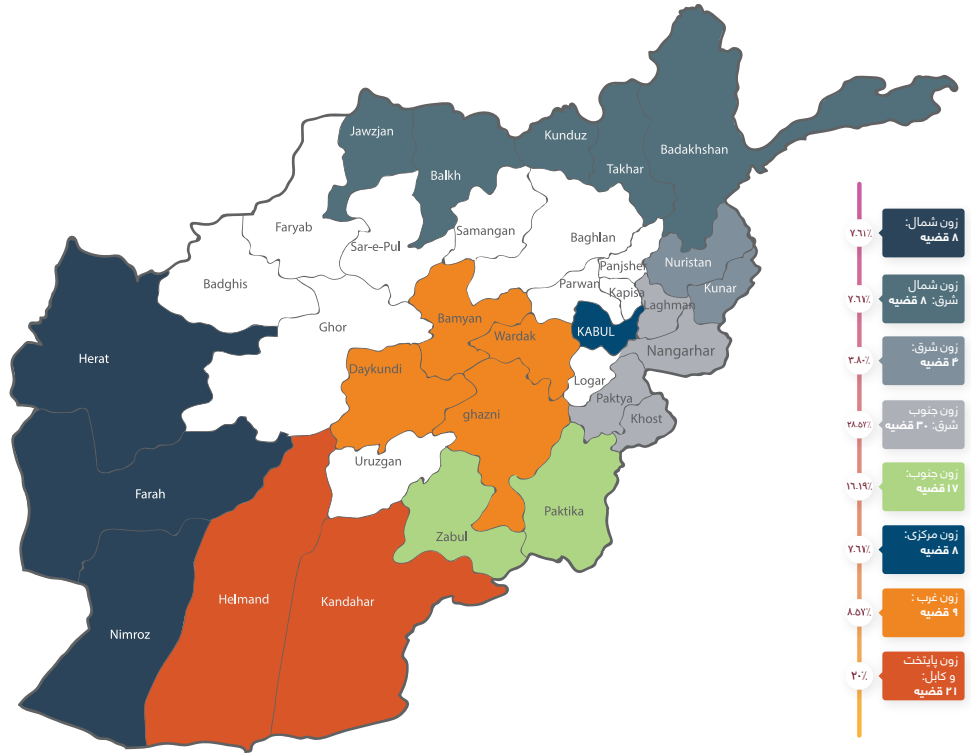 Jawzjan
Balkh
Kunduz
Takhar
Badakhshan
Faryab
Sar-e-Pul
Samangan
Baghlan
Badghis
Panjsher
Nuristan
Parwan
Kapisa
Kunar
Laghman
Ghor
Bamyan
Wardak
KABUL
Nangarhar
Herat
Daykundi
Logar
Paktya
ghazni
Khost
Uruzgan
Farah
Paktika
Zabul
Helmand
Kandahar
Nimroz
زون شمال:
۸ قضیه
۷.۶۱٪
زون شمال
شرق: ۸ قضیه
۷.۶۱٪
زون شرق:
۴ قضیه
۳.۸۰٪
زون جنوب
شرق: ۳۰ قضیه
۲۸.۵۷٪
زون جنوب:
۱۷ قضیه
۱۶.۱۹٪
زون مرکزی:
۸ قضیه
۷.۶۱٪
زون غرب :
۹ قضیه
۸.۵۷٪
زون پایتخت
و کابل:
۲۱ قضیه
۲۰٪